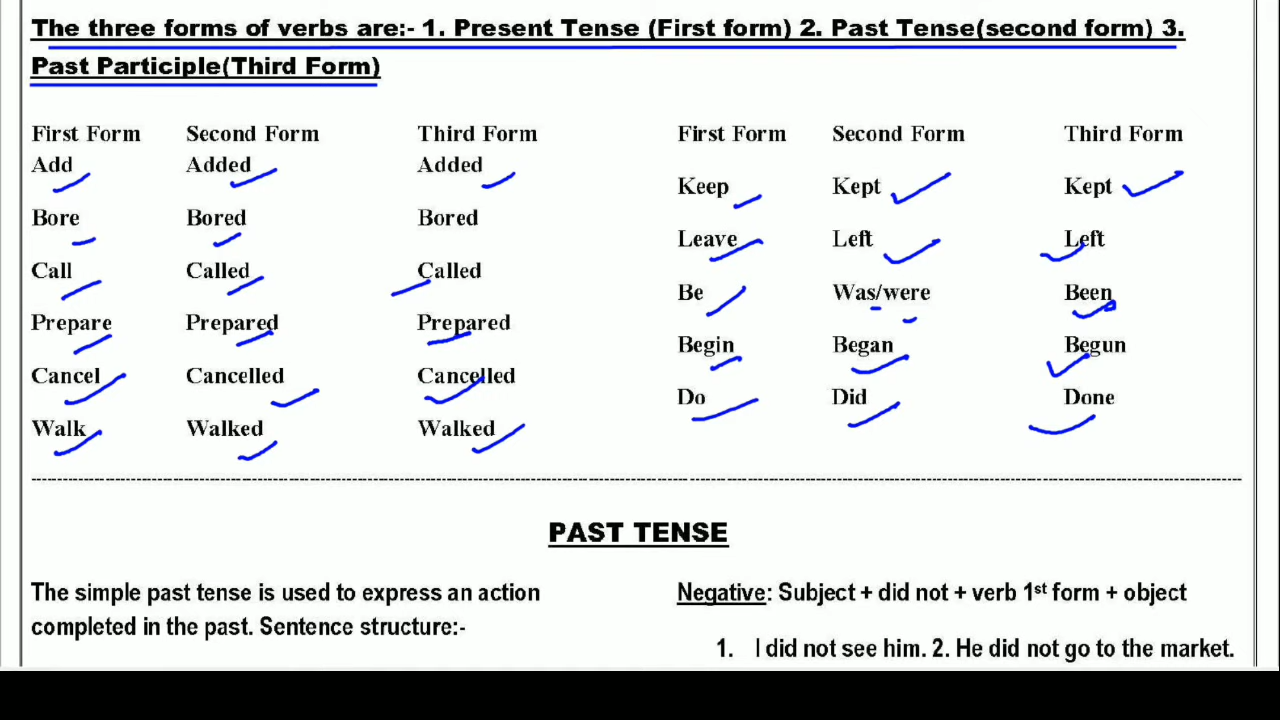 The three forms of verbs are:- 1. Present Tense (First form) 2. Past Tense(second form) 3.
Past Participle(Third Form)
First Form Second Form Third Form
Add Added Added
Bore Bored Bored
Call Called Called
Prepare Prepared Prepared
Cancel Cancelled Cancelled
Walk Walked Walked
First Form Second Form Third Form
Keep Kept Kept
Leave Left Left
Be Was/were Been
Begin Began Begun
Do Did Done
PAST TENSE
The simple past tense is used to express an action
completed in the past. Sentence structure:-
Negative: Subject + did not + verb 1st form + object
1. I did not see him. 2. He did not go to the market.